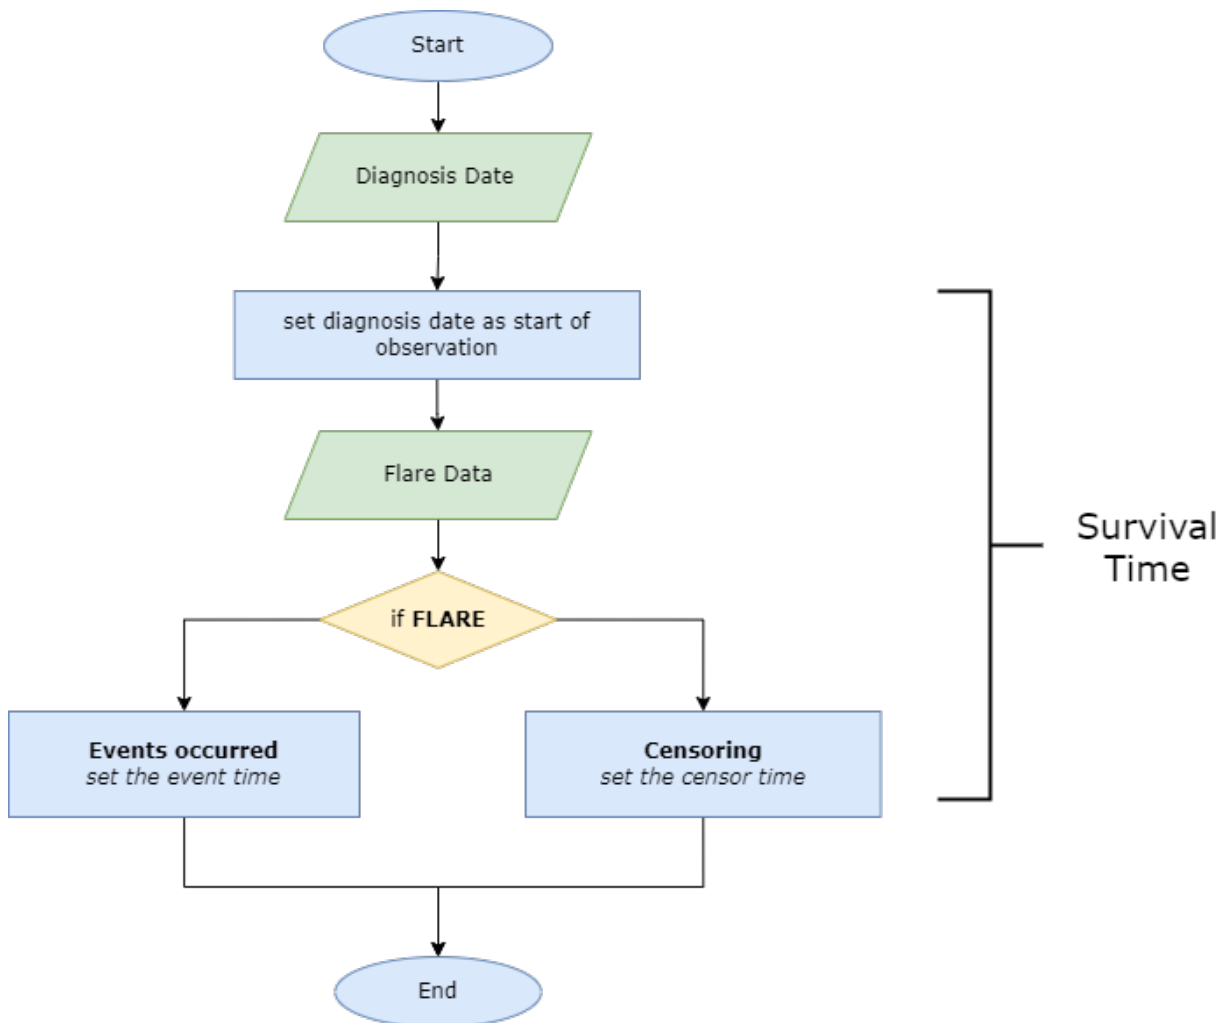 Start
Diagnosis Date
set diagnosis date as start of
observation
Flare Data
if FLARE
Events occurred
set the event time
Censoring
set the censor time
Survival
Time
End